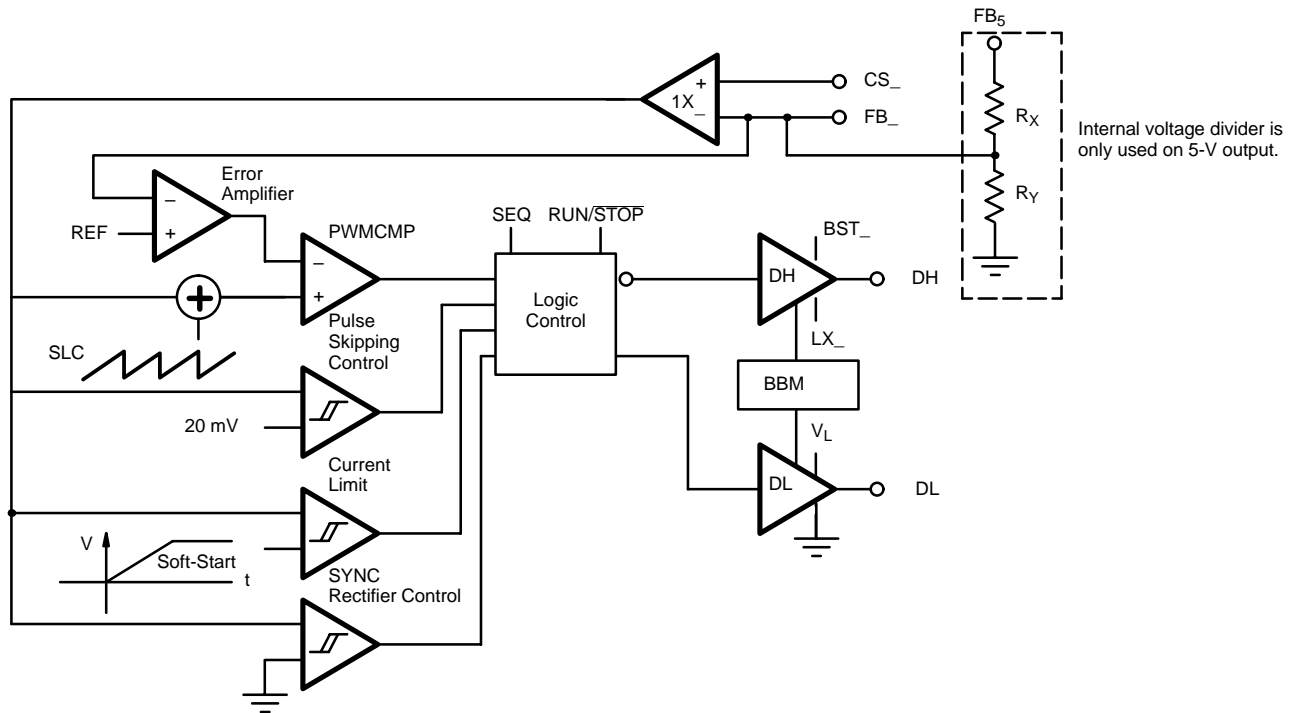 FB5
CS_
+
1X
–
FB_
RX
Internal voltage divider is
only used on 5-V output.
RY
Error
Amplifier
–
REF
+
SEQ
RUN/STOP
BST_
PWMCMP
–
+
DH
DH
Logic
Control
+
LX_
Pulse
Skipping
Control
SLC
BBM
20 mV
VL
Current
Limit
DL
DL
V
Soft-Start
t
SYNC
Rectifier Control